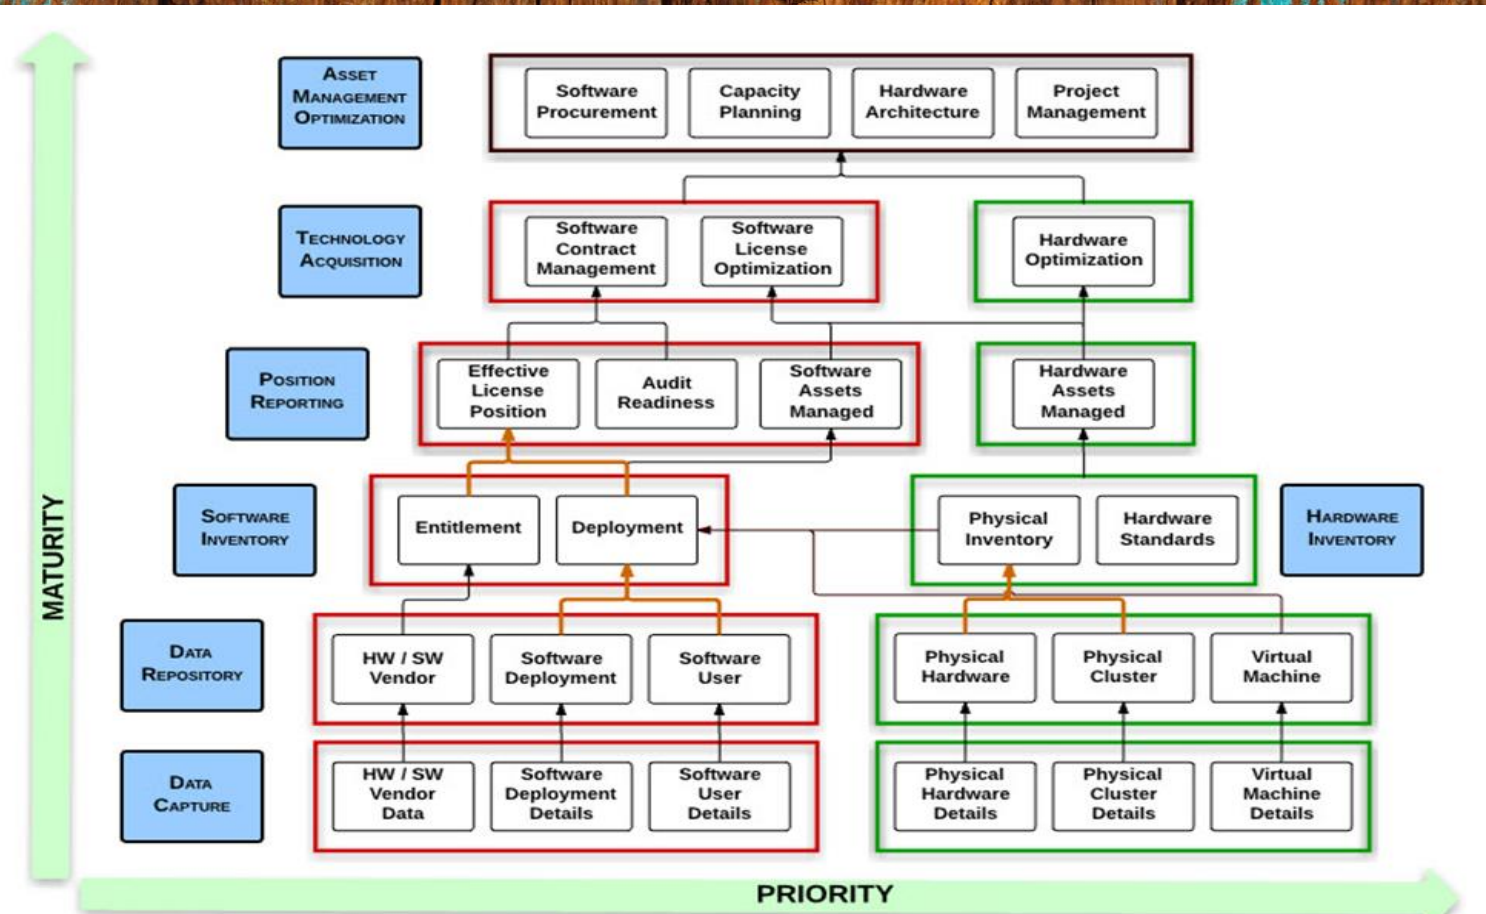 ASSET
MANAGEMENT
OPTIMIZATION
Software
Procurement
Capacity
Planning
Hardware
Architecture
Project
Management
TECHNOLOGY
ACQUISITION
Software
Contract
Management
Software
License
Optimization
Hardware
Optimization
POSITION
REPORTING
Effective
License
Position
Audit
Readiness
Software
Assets
Managed
Hardware
Assets
Managed
SOFTWARE
INVENTORY
Entitlement
Deployment
Physical
Inventory
Hardware
Standards
HARDWARE
INVENTORY
DATA
REPOSITORY
HW / SW
Vendor
Software
Deployment
Software
User
Physical
Hardware
Physical
Cluster
Virtual
Machine
DATA
CAPTURE
HW / SW
Vendor
Data
Software
Deployment
Details
Software
User
Details
Physical
Hardware
Details
Physical
Cluster
Details
Virtual
Machine
Details
MATURITY
PRIORITY